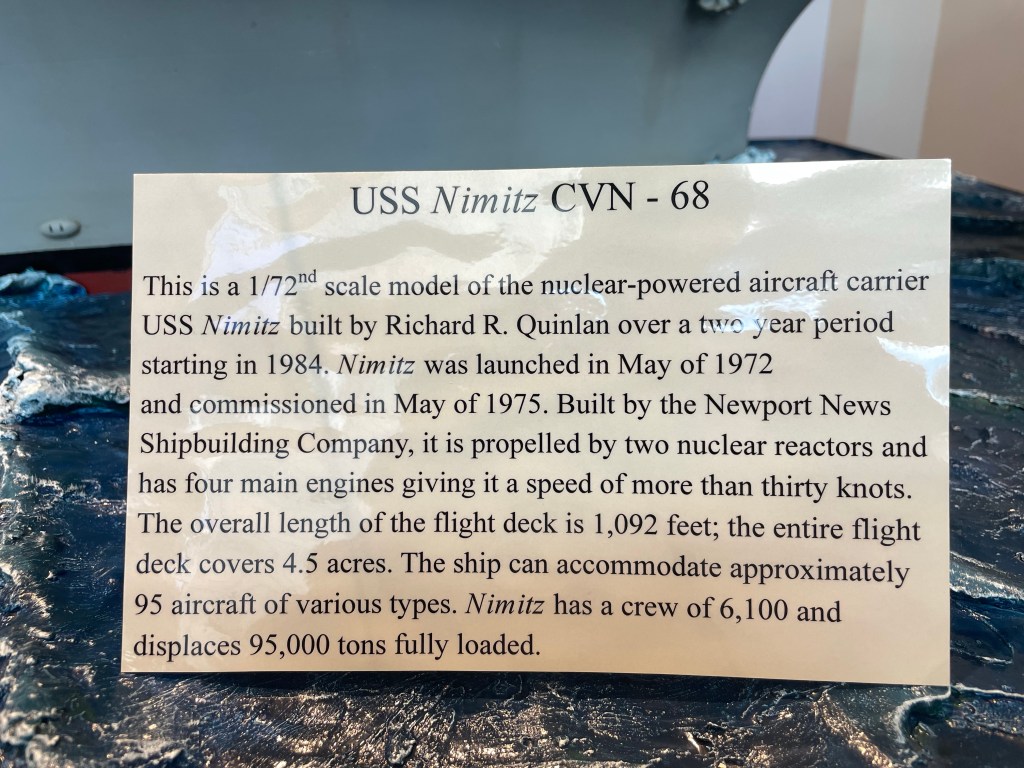 USS Nimitz CVN - 68
This is a 1/72nd scale model of the nuclear-powered aircraft carrier
USS Nimitz built by Richard R. Quinlan over a two year period
starting in 1984. Nimitz was launched in May of 1972
and commissioned in May of 1975. Built by the Newport News
Shipbuilding Company, it is propelled by two nuclear reactors and
has four main engines giving it a speed of more than thirty knots.
The overall length of the flight deck is 1,092 feet; the entire flight
deck covers 4.5 acres. The ship can accommodate approximately
95 aircraft of various types. Nimitz has a crew of 6,100 and
displaces 95,000 tons fully loaded.